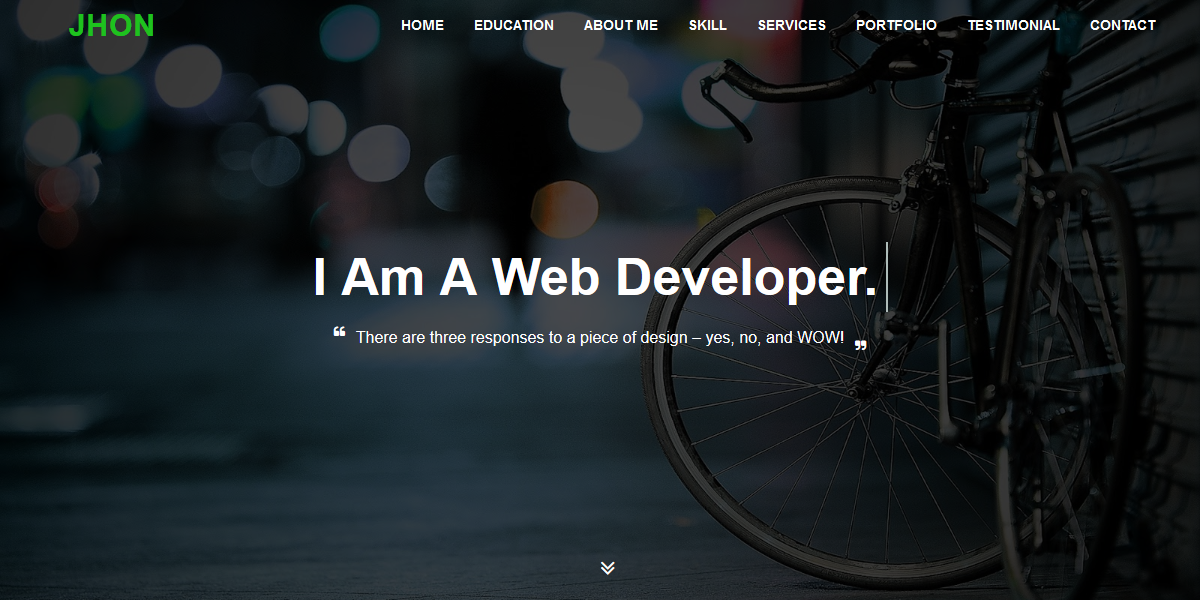 JHON
HOME EDUCATION ABOUT ME SKILL SERVICES PORTFOLIO TESTIMONIAL CONTACT
I Am A Web Developer.
❝ There are three responses to a piece of design – yes, no, and WOW! ❞